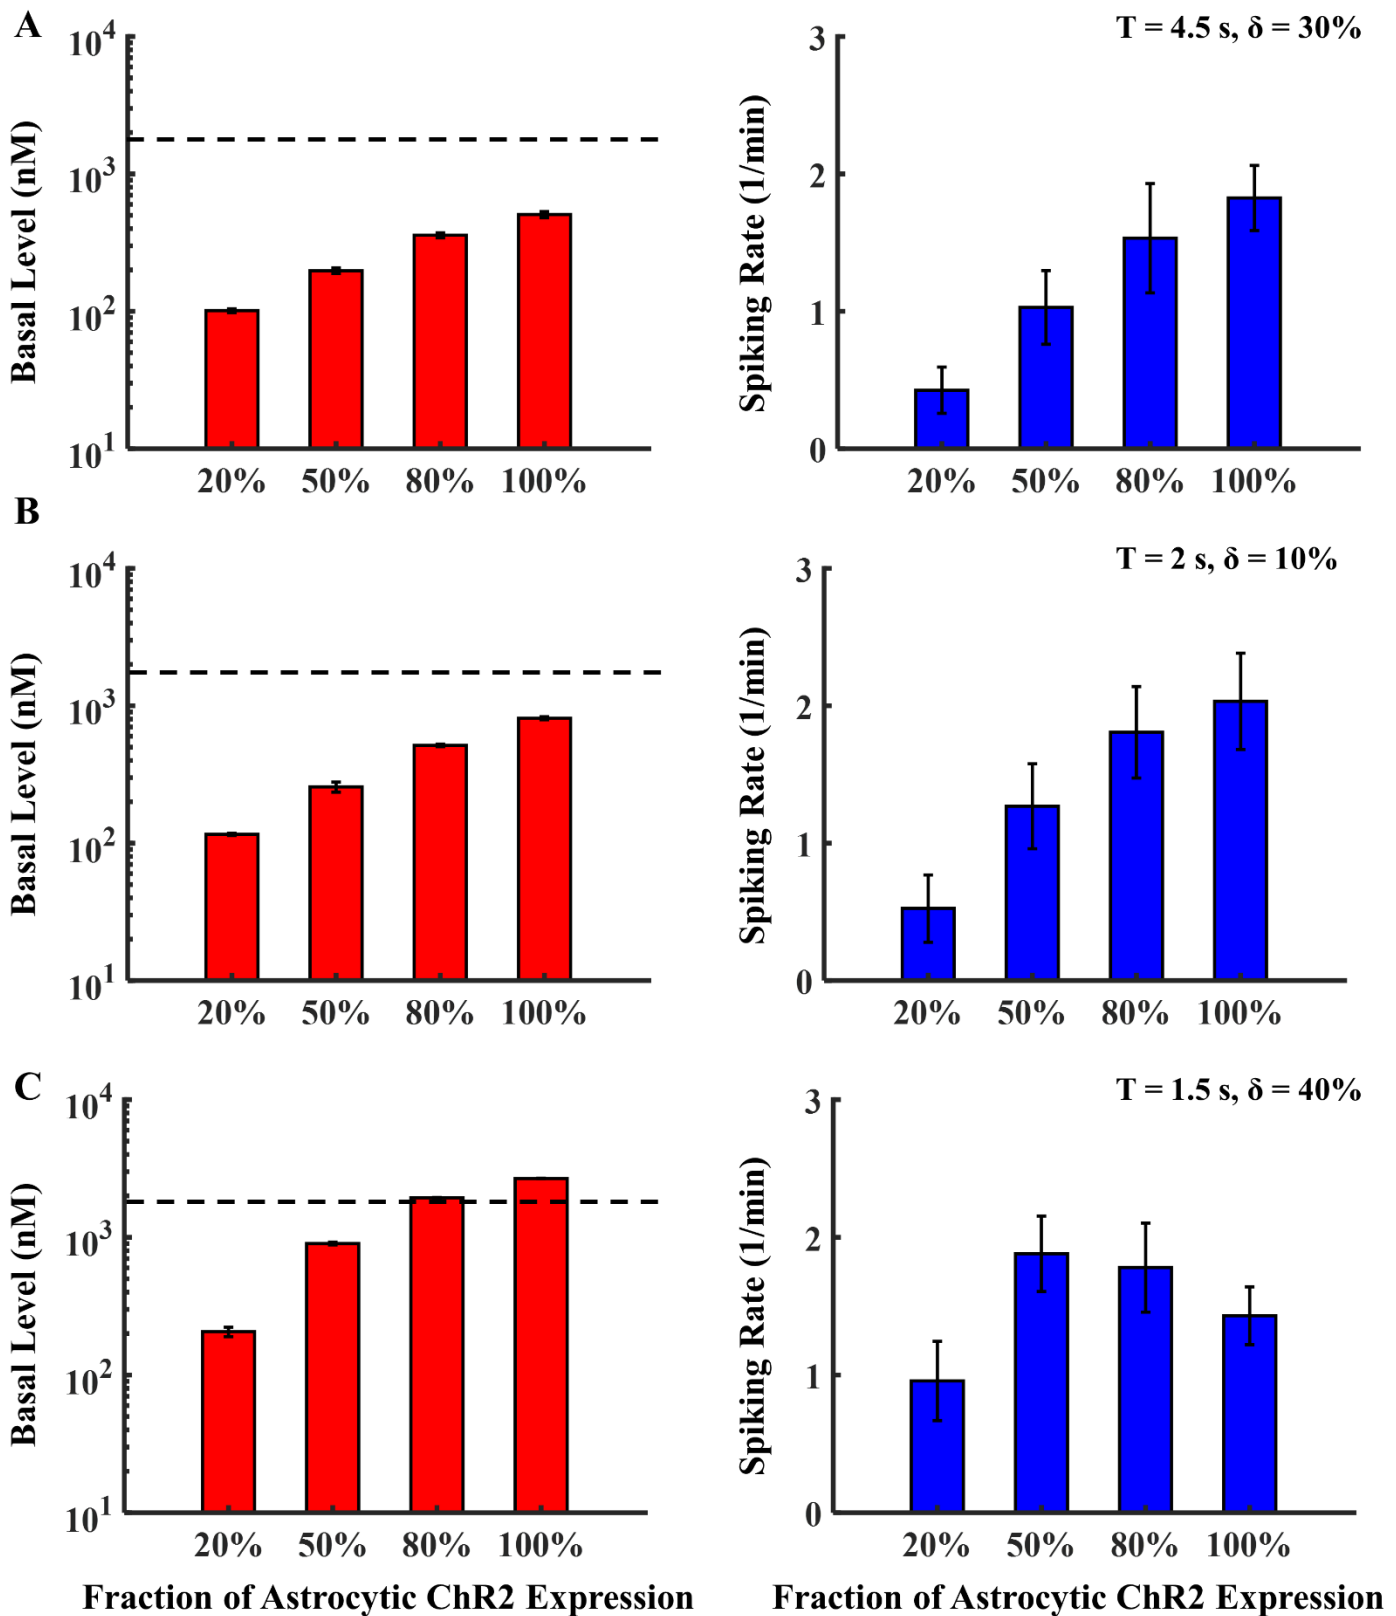 A
T = 4.5 s, δ = 30%
Basal Level (nM)
10^4
10^3
10^2
10^1
20% 50% 80% 100%
Spiking Rate (1/min)
3
2
1
0
20% 50% 80% 100%
B
T = 2 s, δ = 10%
Basal Level (nM)
10^4
10^3
10^2
10^1
20% 50% 80% 100%
Spiking Rate (1/min)
3
2
1
0
20% 50% 80% 100%
C
T = 1.5 s, δ = 40%
Basal Level (nM)
10^4
10^3
10^2
10^1
20% 50% 80% 100%
Fraction of Astrocytic ChR2 Expression
Spiking Rate (1/min)
3
2
1
0
20% 50% 80% 100%
Fraction of Astrocytic ChR2 Expression